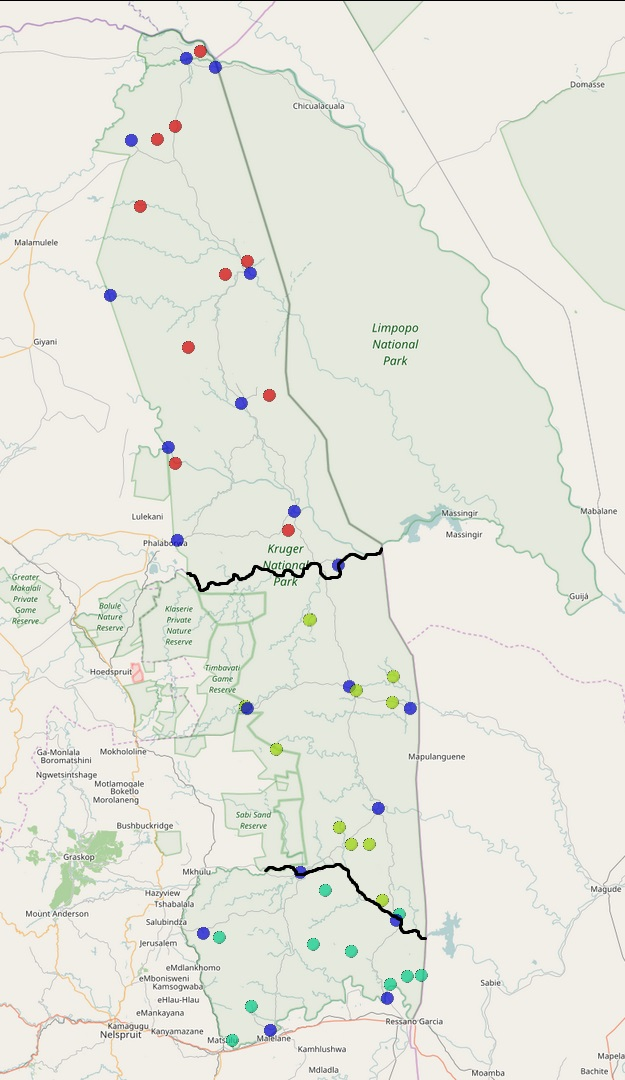 Domasse
Chicualacuala
Malamulele
Limpopo
National
Park
Giyani
Lulekani
Massingir
Massingir
Mabalane
Phalaborwa
Kruger
National
Park
Greater
Makalali
Private
Game
Reserve
Balule
Nature
Reserve
Klaserie
Private
Nature
Reserve
Guijá
Hoedspruit
Timbavati
Game
Reserve
Ga-Monlala
Boromatshini
Mokhololine
Mapulanguene
Ngwetsintshage
Motlamogale
Boketlo
Morolaneng
Sabi Sand
Reserve
Bushbuckridge
Graskop
Mkhulu
Magude
Hazyview
Tshabalala
Mount Anderson
Salubindza
Jerusalem
eMdlankhomo
eMbonisweni
Kamsogwaba
Sabie
eHlau-Hlau
eMankayana
Ressano Garcia
Kamagugu
Kanyamazane
Nelspruit
Malelane
Kamhlushwa
Mdladla
Moamba
Bachite